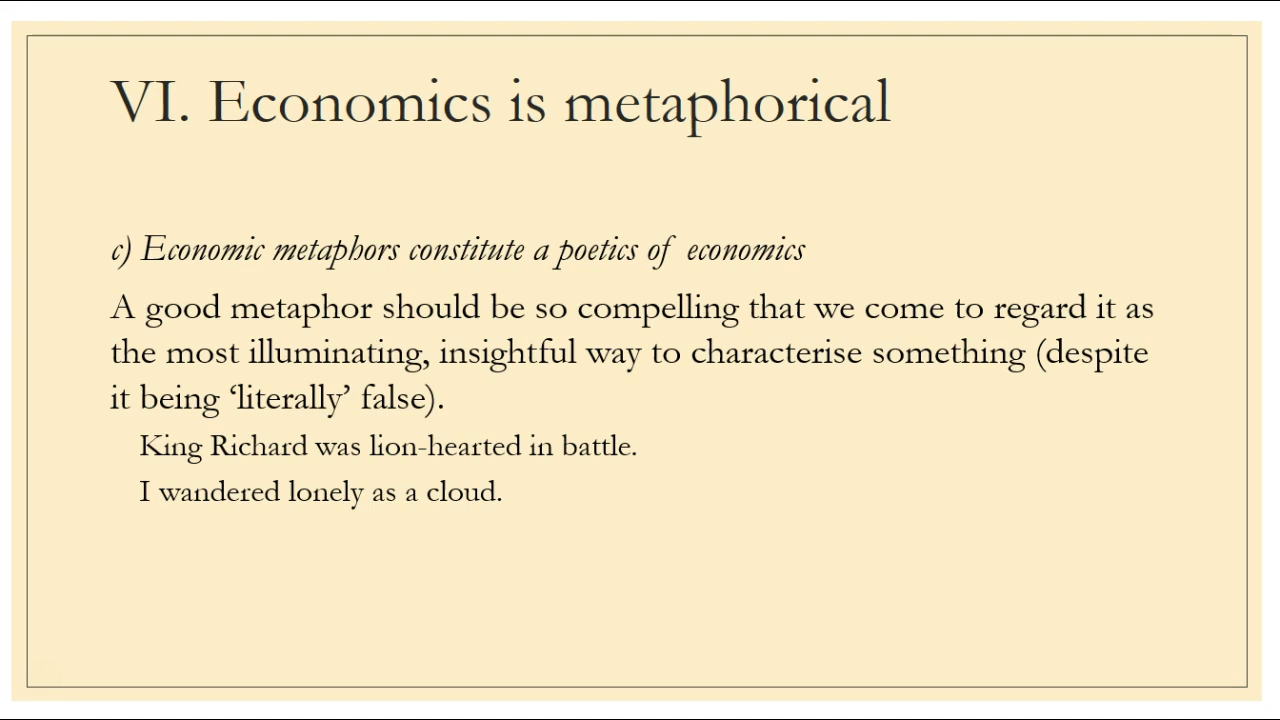 VI. Economics is metaphorical
c) Economic metaphors constitute a poetics of economics
A good metaphor should be so compelling that we come to regard it as
the most illuminating, insightful way to characterise something (despite
it being ‘literally’ false).
King Richard was lion-hearted in battle.
I wandered lonely as a cloud.